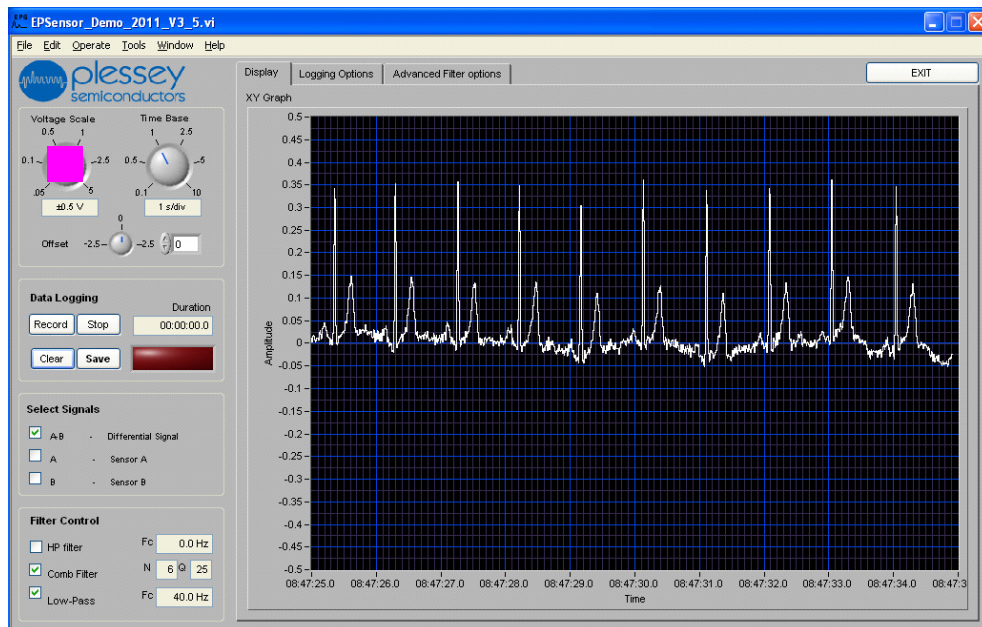 EPSensor_Demo_2011_V3_5.vi
File Edit Operate Tools Window Help
plessey
semiconductors
Voltage Scale
0.5 1
0.1 2.5
.05 5
±0.5 V
Time Base
1 2.5
0.5 5
0.1 10
1 s/div
0
Offset -2.5 -2.5 0
Data Logging
Duration
Record Stop 00:00:00.0
Clear Save
Select Signals
A-B - Differential Signal
A - Sensor A
B - Sensor B
Filter Control
HP filter Fc 0.0 Hz
Comb Filter N 6 Q 25
Low-Pass Fc 40.0 Hz
Display Logging Options Advanced Filter options
EXIT
XY Graph
Amplitude
0.5
0.45
0.4
0.35
0.3
0.25
0.2
0.15
0.1
0.05
0
-0.05
-0.1
-0.15
-0.2
-0.25
-0.3
-0.35
-0.4
-0.45
-0.5
08:47:25.0 08:47:26.0 08:47:27.0 08:47:28.0 08:47:29.0 08:47:30.0 08:47:31.0 08:47:32.0 08:47:33.0 08:47:34.0 08:47:3
Time